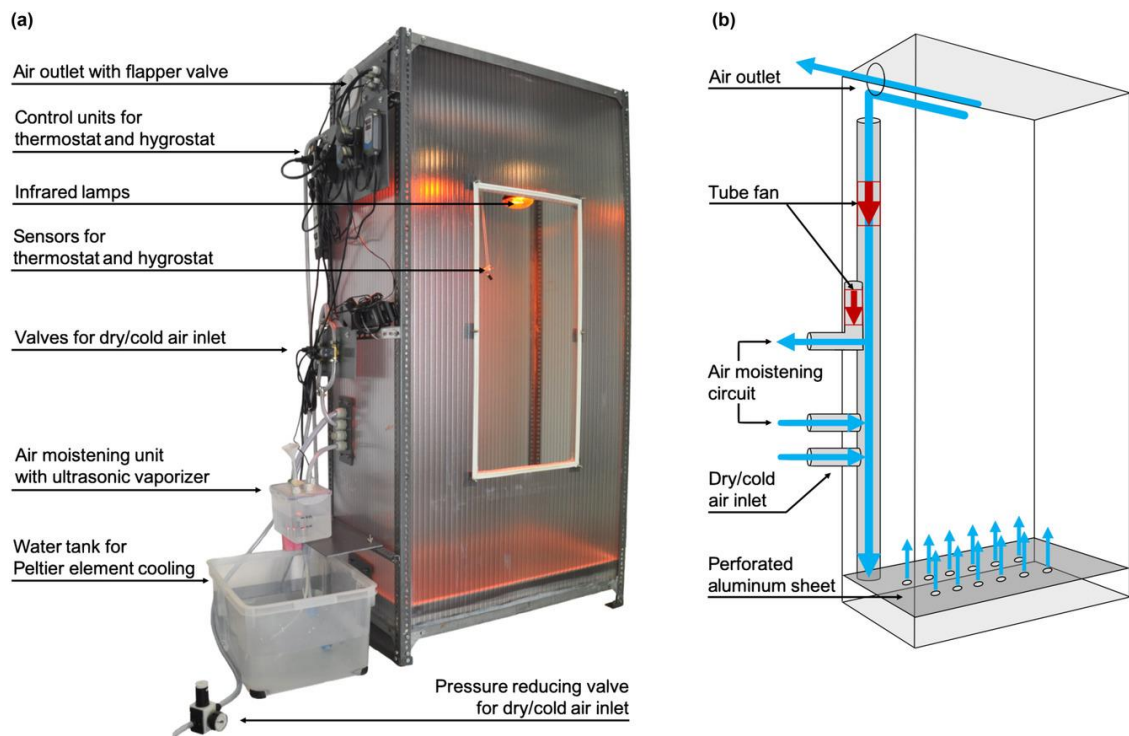 (a)
Air outlet with flapper valve
Control units for
thermostat and hygrostat
Infrared lamps
Sensors for
thermostat and hygrostat
Valves for dry/cold air inlet
Air moistening unit
with ultrasonic vaporizer
Water tank for
Peltier element cooling
Pressure reducing valve
for dry/cold air inlet
(b)
Air outlet
Tube fan
Air moistening
circuit
Dry/cold
air inlet
Perforated
aluminum sheet